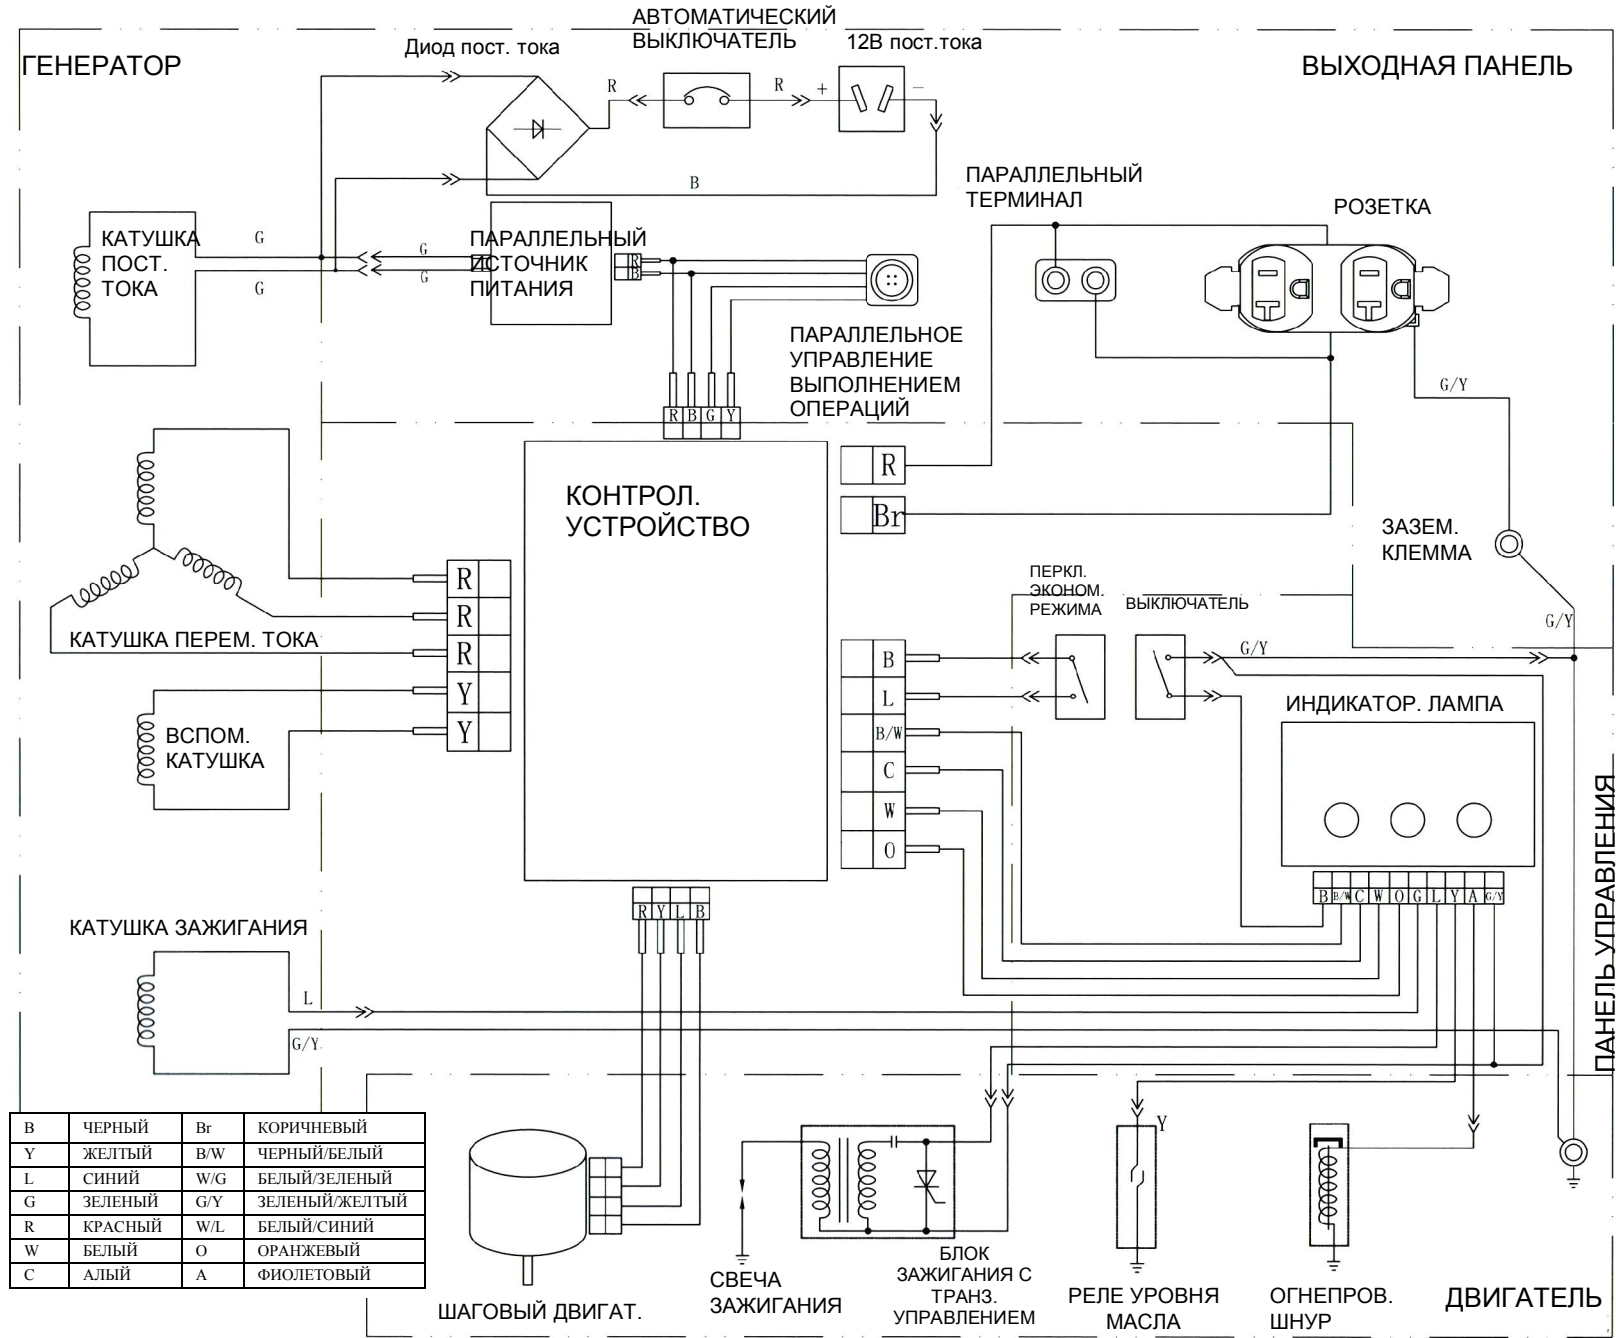 АВТОМАТИЧЕСКИЙ
ВЫКЛЮЧАТЕЛЬ
Диод пост. тока
12В пост.тока
ГЕНЕРАТОР
ВЫХОДНАЯ ПАНЕЛЬ
R
R
+
−
B
ПАРАЛЛЕЛЬНЫЙ
ТЕРМИНАЛ
РОЗЕТКА
КАТУШКА
ПОСТ.
ТОКА
G
G
G
G
ПАРАЛЛЕЛЬНЫЙ
ИСТОЧНИК
ПИТАНИЯ
R
B
ПАРАЛЛЕЛЬНОЕ
УПРАВЛЕНИЕ
ВЫПОЛНЕНИЕМ
ОПЕРАЦИЙ
R B G Y
G/Y
КОНТРОЛ.
УСТРОЙСТВО
R
Br
ЗАЗЕМ.
КЛЕММА
G/Y
R
R
R
Y
Y
КАТУШКА ПЕРЕМ. ТОКА
ВСПОМ.
КАТУШКА
ПЕРКЛ.
ЭКОНОМ.
РЕЖИМА
ВЫКЛЮЧАТЕЛЬ
G/Y
B
L
B/W
C
W
O
ИНДИКАТОР. ЛАМПА
B B/W C W O G L Y A G/Y
ПАНЕЛЬ УПРАВЛЕНИЯ
R Y L B
КАТУШКА ЗАЖИГАНИЯ
L
G/Y
B ЧЕРНЫЙ Br КОРИЧНЕВЫЙ
Y ЖЕЛТЫЙ B/W ЧЕРНЫЙ/БЕЛЫЙ
L СИНИЙ W/G БЕЛЫЙ/ЗЕЛЕНЫЙ
G ЗЕЛЕНЫЙ G/Y ЗЕЛЕНЫЙ/ЖЕЛТЫЙ
R КРАСНЫЙ W/L БЕЛЫЙ/СИНИЙ
W БЕЛЫЙ O ОРАНЖЕВЫЙ
C АЛЫЙ A ФИОЛЕТОВЫЙ
ШАГОВЫЙ ДВИГАТ.
СВЕЧА
ЗАЖИГАНИЯ
БЛОК
ЗАЖИГАНИЯ С
ТРАНЗ.
УПРАВЛЕНИЕМ
Y
РЕЛЕ УРОВНЯ
МАСЛА
ОГНЕПРОВ.
ШНУР
ДВИГАТЕЛЬ